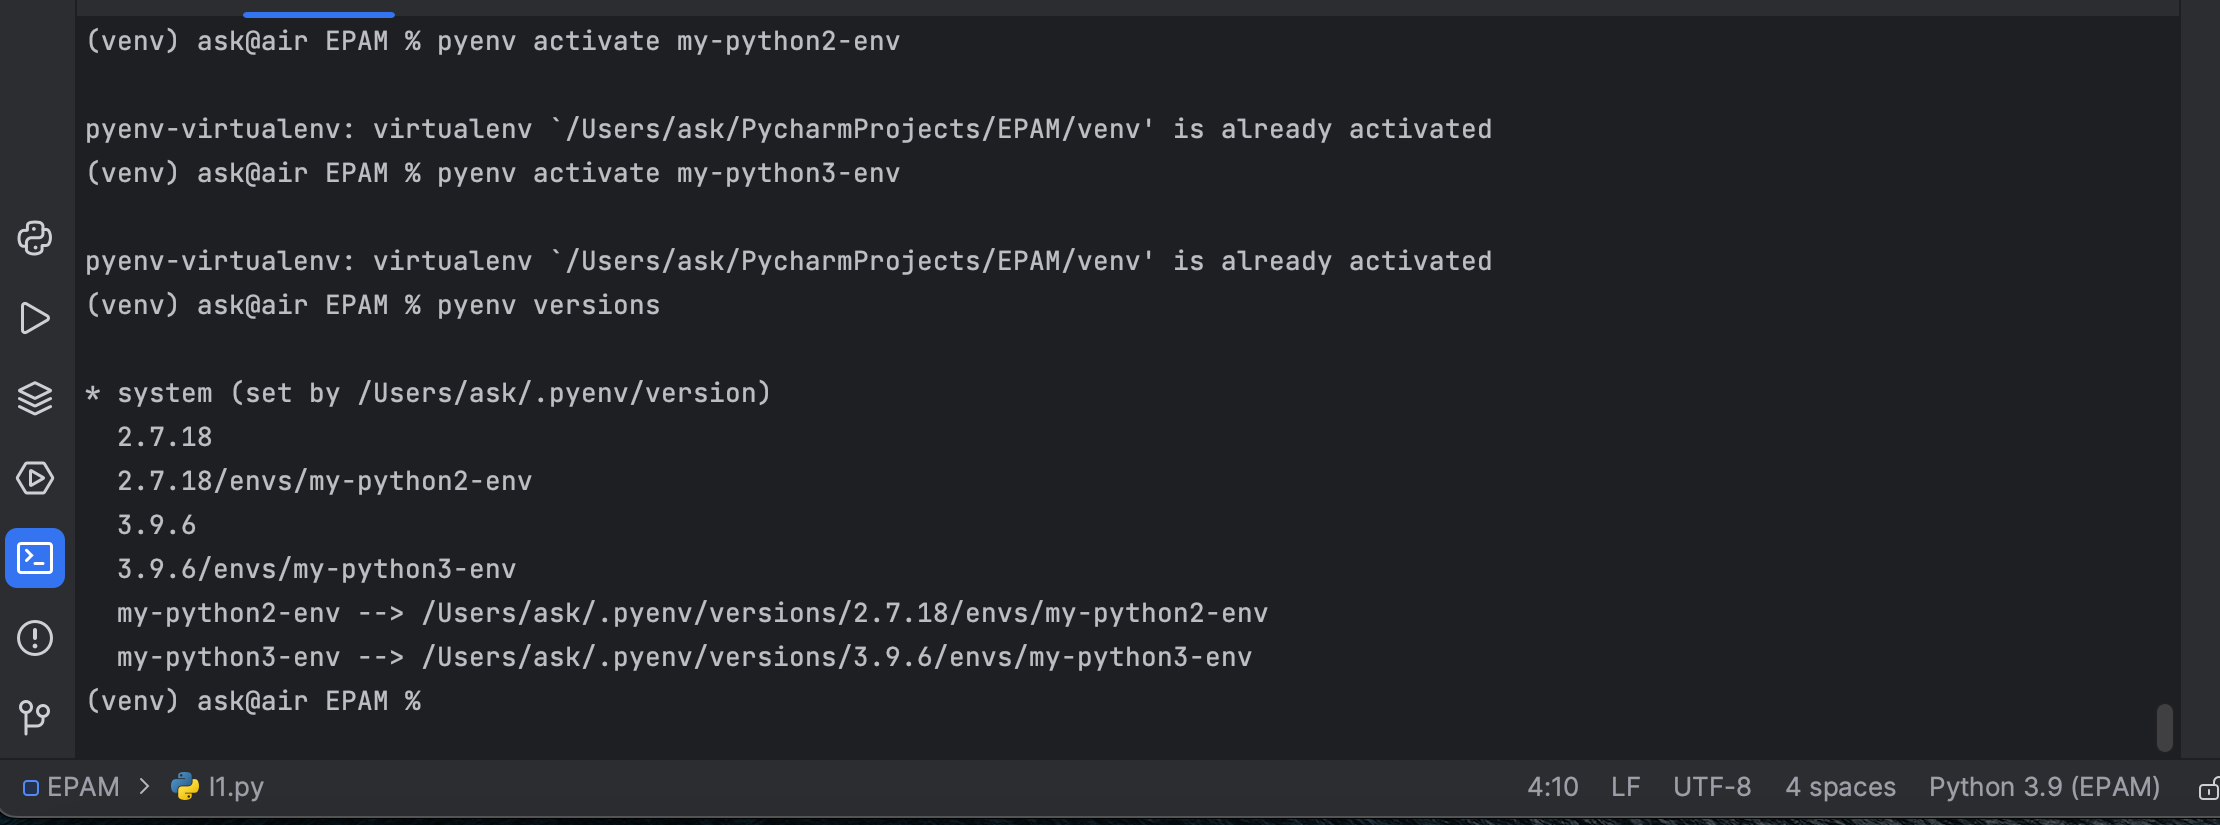 (venv) ask@air EPAM % pyenv activate my-python2-env
pyenv-virtualenv: virtualenv `/Users/ask/PycharmProjects/EPAM/venv' is already activated
(venv) ask@air EPAM % pyenv activate my-python3-env
pyenv-virtualenv: virtualenv `/Users/ask/PycharmProjects/EPAM/venv' is already activated
(venv) ask@air EPAM % pyenv versions
* system (set by /Users/ask/.pyenv/version)
  2.7.18
  2.7.18/envs/my-python2-env
  3.9.6
  3.9.6/envs/my-python3-env
  my-python2-env --> /Users/ask/.pyenv/versions/2.7.18/envs/my-python2-env
  my-python3-env --> /Users/ask/.pyenv/versions/3.9.6/envs/my-python3-env
(venv) ask@air EPAM %
EPAM > l1.py 4:10 LF UTF-8 4 spaces Python 3.9 (EPAM)